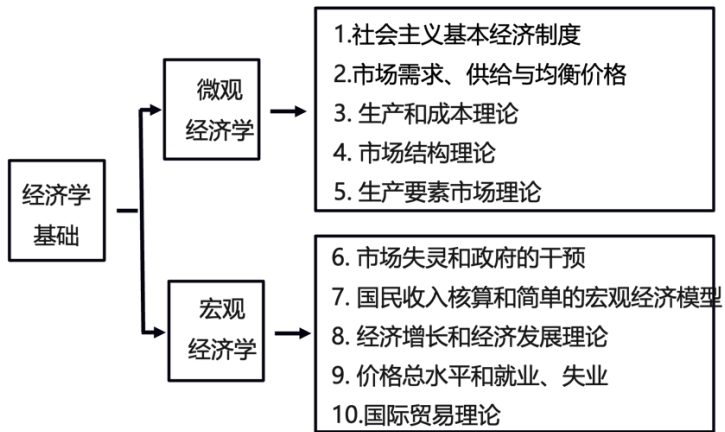 经济学
基础
微观
经济学
1.社会主义基本经济制度
2.市场需求、供给与均衡价格
3. 生产和成本理论
4. 市场结构理论
5. 生产要素市场理论
宏观
经济学
6. 市场失灵和政府的干预
7. 国民收入核算和简单的宏观经济模型
8. 经济增长和经济发展理论
9. 价格总水平和就业、失业
10.国际贸易理论